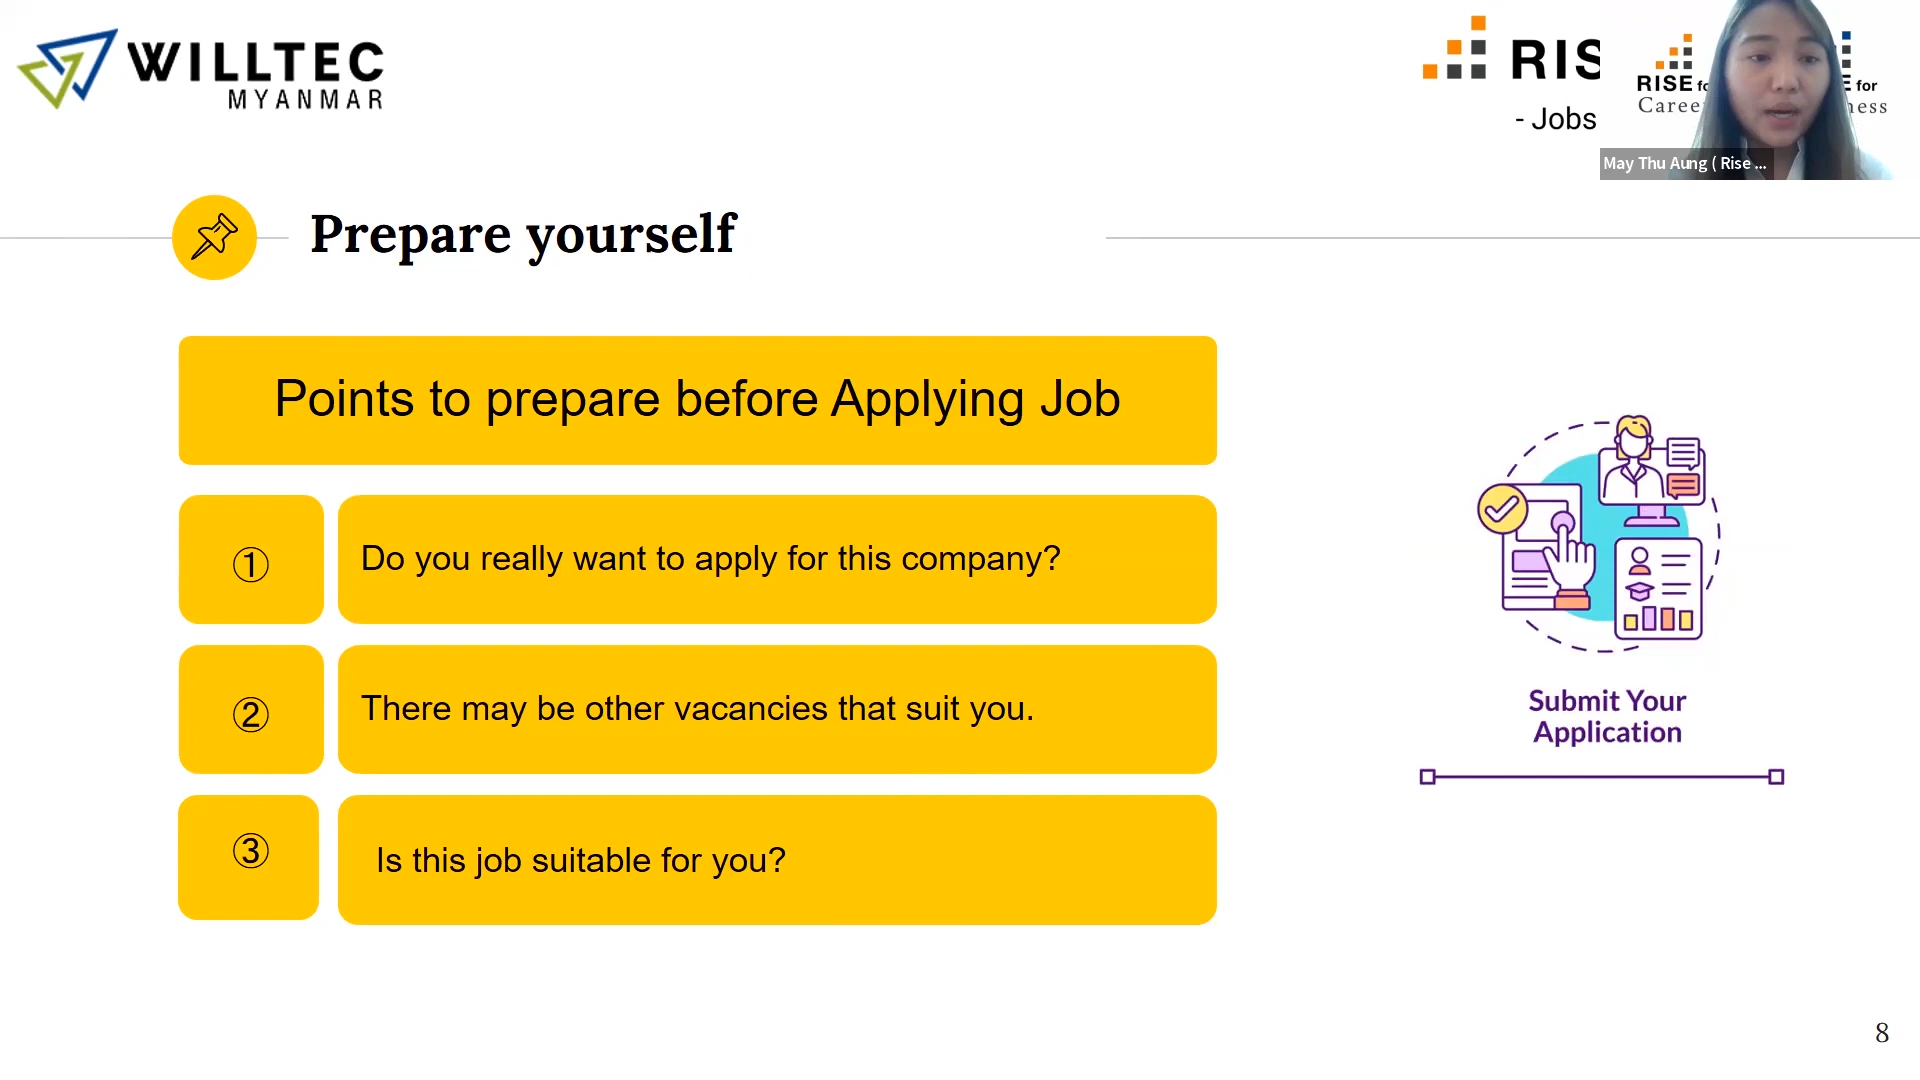 WILLTEC
MYANMAR
RIS
- Jobs
RISE
Caree
for
ness
May Thu Aung ( Rise ...
Prepare yourself
Points to prepare before Applying Job
① Do you really want to apply for this company?
② There may be other vacancies that suit you.
③ Is this job suitable for you?
Submit Your
Application
8